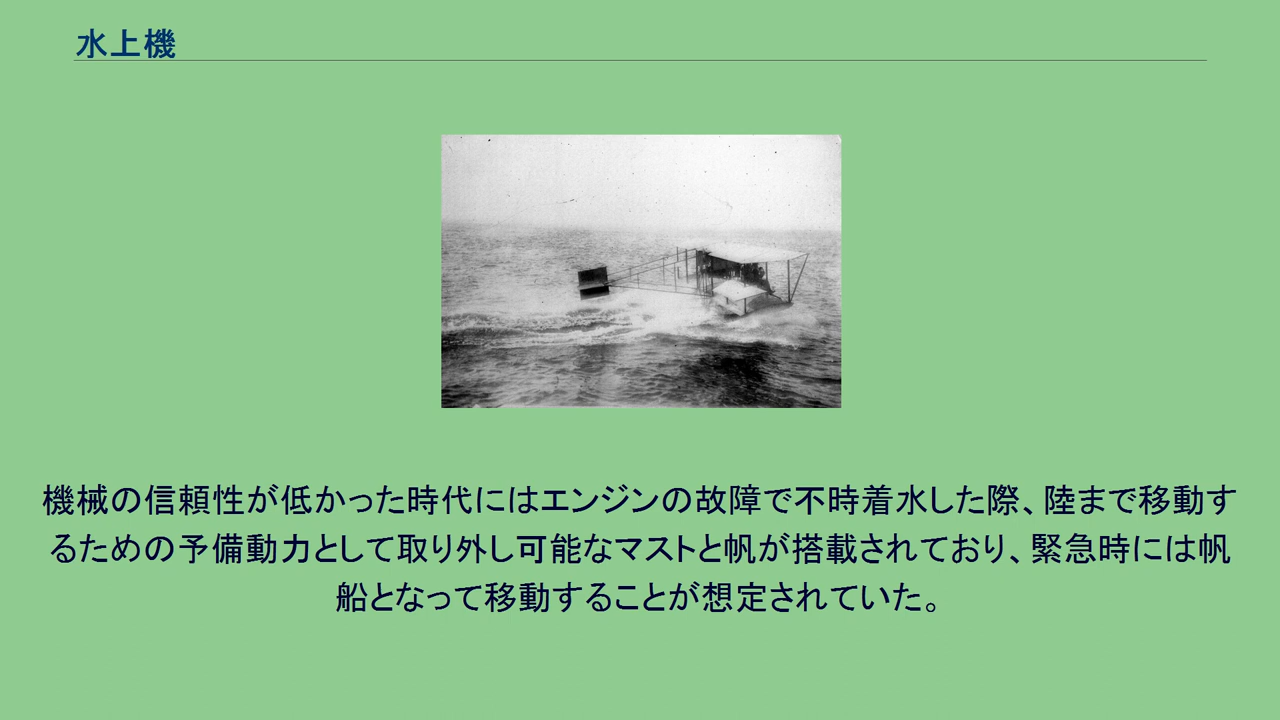 水上機
機械の信頼性が低かった時代にはエンジンの故障で不時着水した際、陸まで移動す
るための予備動力として取り外し可能なマストと帆が搭載されており、緊急時には帆
船となって移動することが想定されていた。